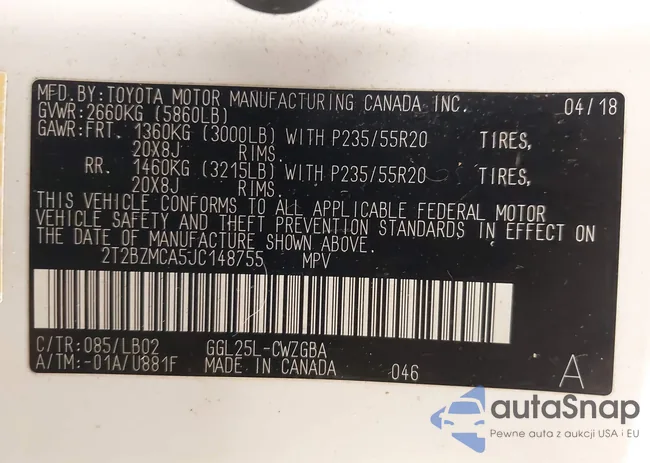 MFD.BY:TOYOTA MOTOR MANUFACTURING CANADA INC. 04/18
GVWR:2660KG (5860LB)
GAWR:FRT. 1360KG (3000LB) WITH P235/55R20 TIRES,
20X8J RIMS.
RR. 1460KG (3215LB) WITH P235/55R20 TIRES,
20X8J RIMS.
THIS VEHICLE CONFORMS TO ALL APPLICABLE FEDERAL MOTOR
VEHICLE SAFETY AND THEFT PREVENTION STANDARDS IN EFFECT ON
THE DATE OF MANUFACTURE SHOWN ABOVE.
2T2BZMCA5JC148755 MPV
C/TR:085/LB02 GGL25L-CWZGBA
A/TM:-01A/U881F MADE IN CANADA 046 A
autaSnap
Pewne auta z aukcji USA i EU